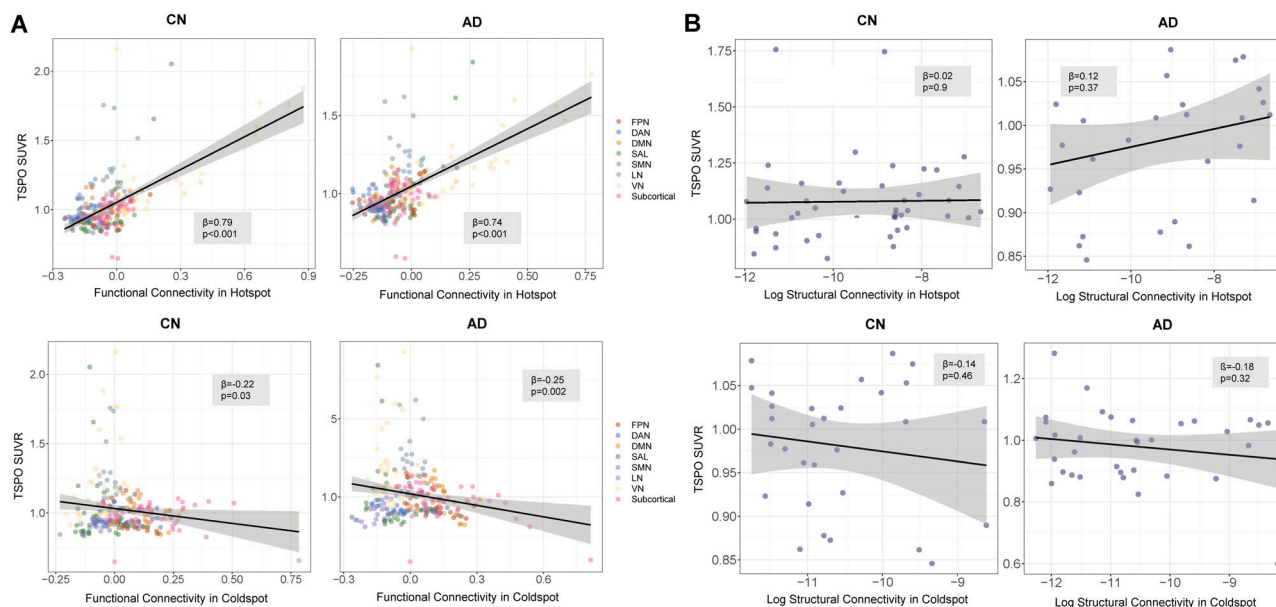 A
CN
AD
B
CN
AD
TSPO SUVR
2.0
1.5
1.0
β=0.79
p<0.001
−0.3
0.0
0.3
0.6
0.9
Functional Connectivity in Hotspot
1.5
1.0
β=0.74
p<0.001
−0.25
0.00
0.25
0.50
0.75
Functional Connectivity in Hotspot
FPN
DAN
DMN
SAL
SMN
LN
VN
Subcortical
TSPO SUVR
1.75
1.50
1.25
1.00
β=0.02
p=0.9
−12
−10
−8
Log Structural Connectivity in Hotspot
1.05
1.00
0.95
0.90
0.85
β=0.12
p=0.37
−12
−10
−8
Log Structural Connectivity in Hotspot
CN
AD
CN
AD
TSPO SUVR
2.0
1.5
1.0
β=-0.22
p=0.03
−0.25
0.00
0.25
0.50
0.75
Functional Connectivity in Coldspot
5
1.0
β=-0.25
p=0.002
−0.3
0.0
0.3
0.6
Functional Connectivity in Coldspot
FPN
DAN
DMN
SAL
SMN
LN
VN
Subcortical
TSPO SUVR
1.05
1.00
0.95
0.90
0.85
β=-0.14
p=0.46
−11
−10
−9
Log Structural Connectivity in Coldspot
1.2
1.0
0.8
0.6
ß=-0.18
p=0.32
−12
−11
−10
−9
Log Structural Connectivity in Coldspot